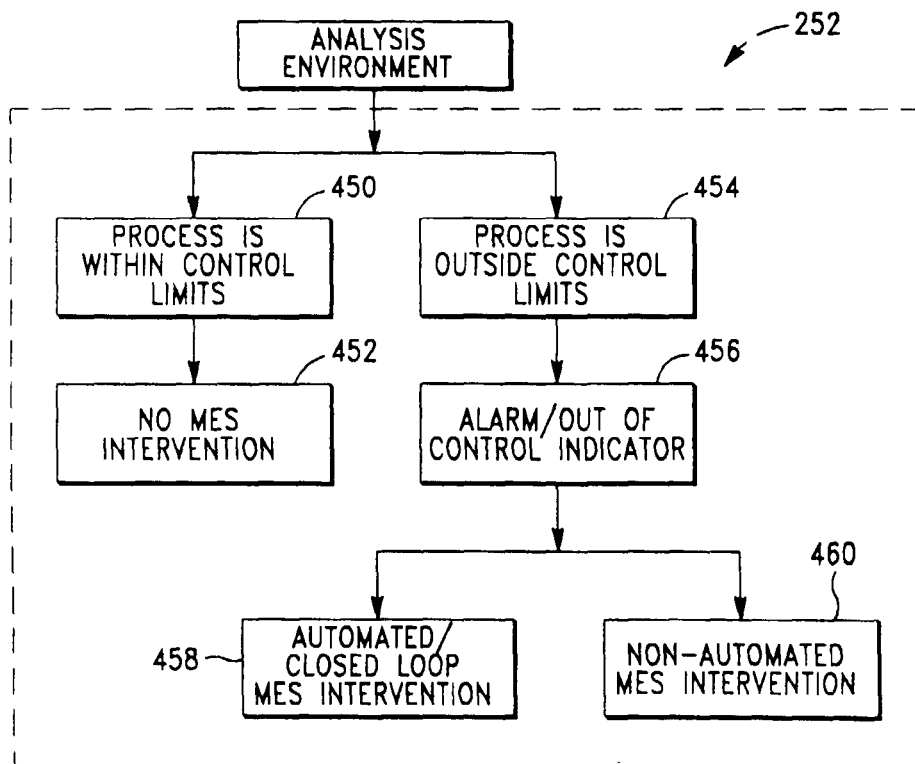 252
ANALYSIS
ENVIRONMENT
450
PROCESS IS
WITHIN CONTROL
LIMITS
454
PROCESS IS
OUTSIDE CONTROL
LIMITS
452
NO MES
INTERVENTION
456
ALARM/OUT OF
CONTROL INDICATOR
458
AUTOMATED/
CLOSED LOOP
MES INTERVENTION
460
NON-AUTOMATED
MES INTERVENTION